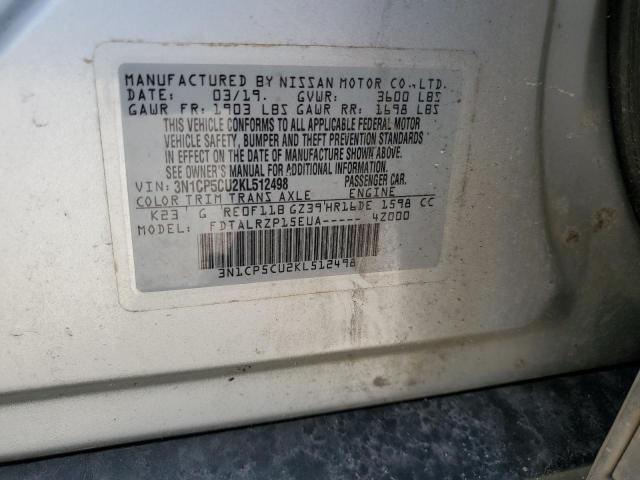 MANUFACTURED BY NISSAN MOTOR CO., LTD.
DATE: 03/19. GVWR: 3600 LBS
GAWR FR: 1903 LBS GAWR RR: 1698 LBS
THIS VEHICLE CONFORMS TO ALL APPLICABLE FEDERAL MOTOR
VEHICLE SAFETY, BUMPER AND THEFT PREVENTION STANDARDS
IN EFFECT ON THE DATE OF MANUFACTURE SHOWN ABOVE.
SEE OWNER'S MANUAL FOR ADDITIONAL INFORMATION.
VIN: 3N1CP5CU2KL512498 PASSENGER CAR.
COLOR TRIM TRANS AXLE ENGINE
K23 G RE0F11B GZ39 HR16DE 1598 CC
MODEL: FDTALRZP15EUA----- 42000
3N1CP5CU2KL512498